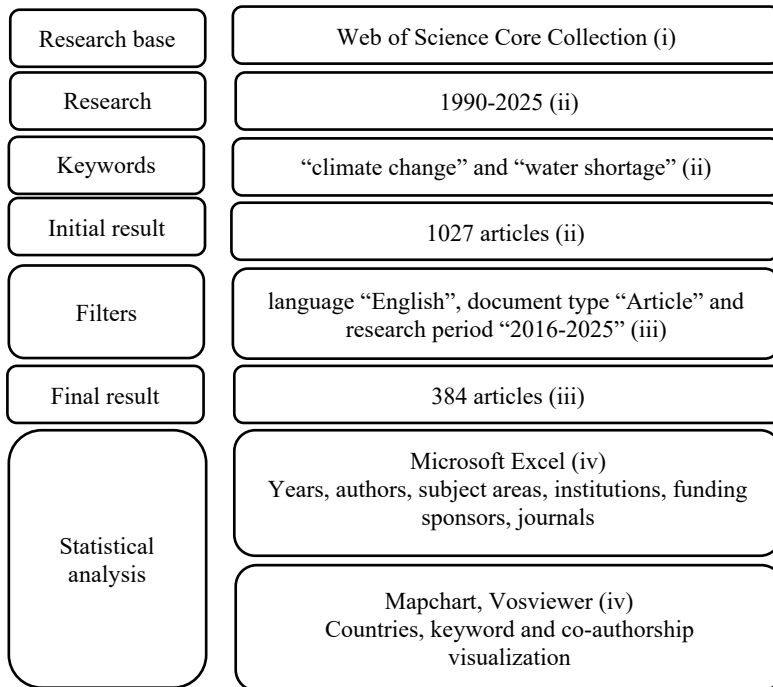 Research base
Web of Science Core Collection (i)
Research
1990-2025 (ii)
Keywords
“climate change” and “water shortage” (ii)
Initial result
1027 articles (ii)
Filters
language “English”, document type “Article” and
research period “2016-2025” (iii)
Final result
384 articles (iii)
Statistical
analysis
Microsoft Excel (iv)
Years, authors, subject areas, institutions, funding
sponsors, journals
Mapchart, Vosviewer (iv)
Countries, keyword and co-authorship
visualization